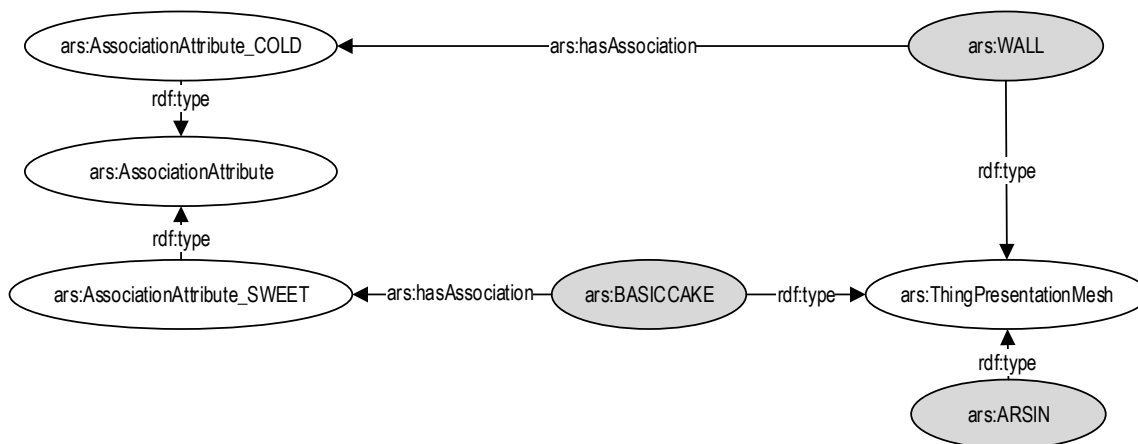 ars:AssociationAttribute_COLD
ars:hasAssociation
ars:WALL
rdf:type
ars:AssociationAttribute
rdf:type
rdf:type
ars:AssociationAttribute_SWEET
ars:hasAssociation
ars:BASICCAKE
rdf:type
ars:ThingPresentationMesh
rdf:type
ars:ARSIN